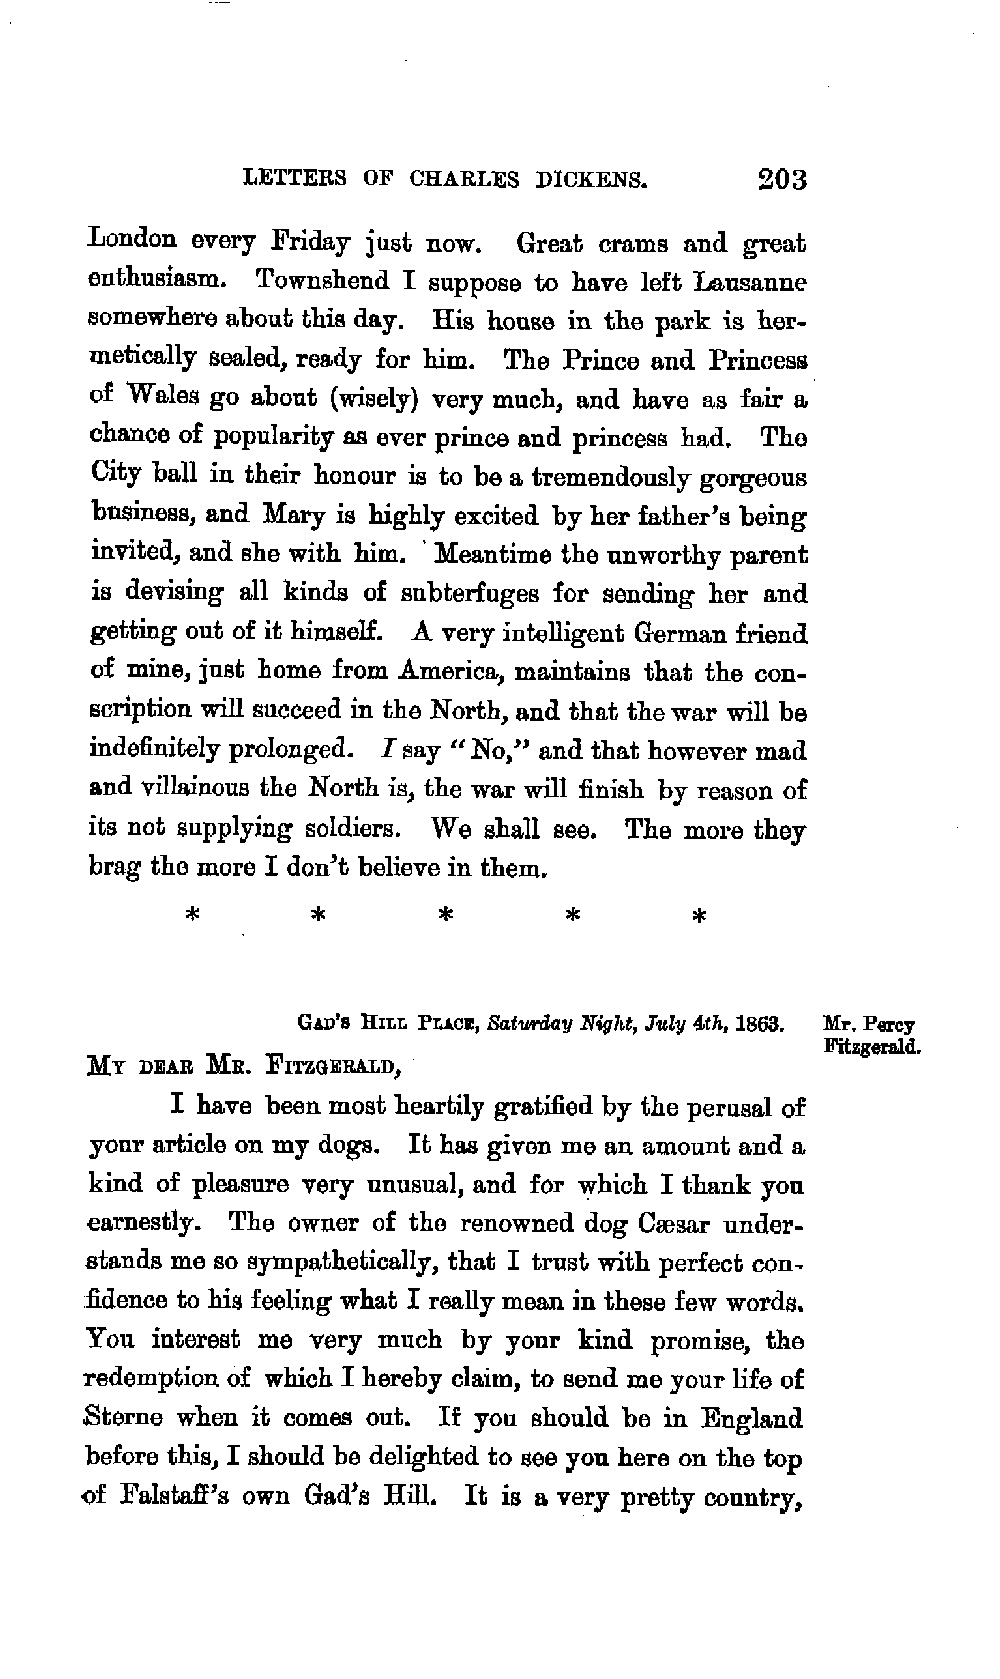 LETTERS OF CHARLES DICKENS. 203
London every Friday just now. Great crams and great
enthusiasm. Townshend I suppose to have left Lausanne
somewhere about this day. His house in the park is her-
metically sealed, ready for him. The Prince and Princess
of Wales go about (wisely) very much, and have as fair a
chance of popularity as ever prince and princess had. The
City ball in their honour is to be a tremendously gorgeous
business, and Mary is highly excited by her father's being
invited, and she with him. Meantime the unworthy parent
is devising all kinds of subterfuges for sending her and
getting out of it himself. A very intelligent German friend
of mine, just home from America, maintains that the con-
scription will succeed in the North, and that the war will be
indefinitely prolonged. I say "No," and that however mad
and villainous the North is, the war will finish by reason of
its not supplying soldiers. We shall see. The more they
brag the more I don't believe in them.
* * * * *
GAD'S HILL PLACE, Saturday Night, July 4th, 1863.
Mr. Percy
Fitzgerald.
MY DEAR MR. FITZGERALD,
I have been most heartily gratified by the perusal of
your article on my dogs. It has given me an amount and a
kind of pleasure very unusual, and for which I thank you
earnestly. The owner of the renowned dog Cæsar under-
stands me so sympathetically, that I trust with perfect con-
fidence to his feeling what I really mean in these few words.
You interest me very much by your kind promise, the
redemption of which I hereby claim, to send me your life of
Sterne when it comes out. If you should be in England
before this, I should be delighted to see you here on the top
of Falstaff's own Gad's Hill. It is a very pretty country,